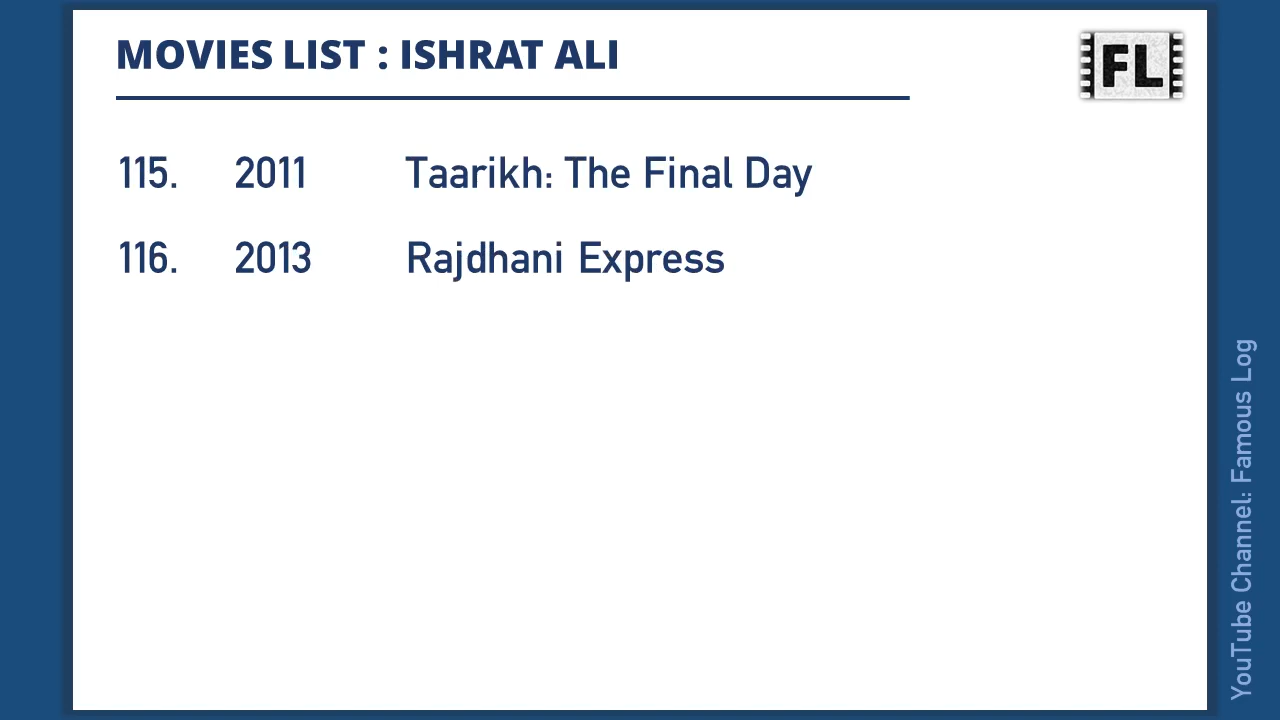 MOVIES LIST : ISHRAT ALI
FL
115. 2011 Taarikh: The Final Day
116. 2013 Rajdhani Express
YouTube Channel: Famous Log